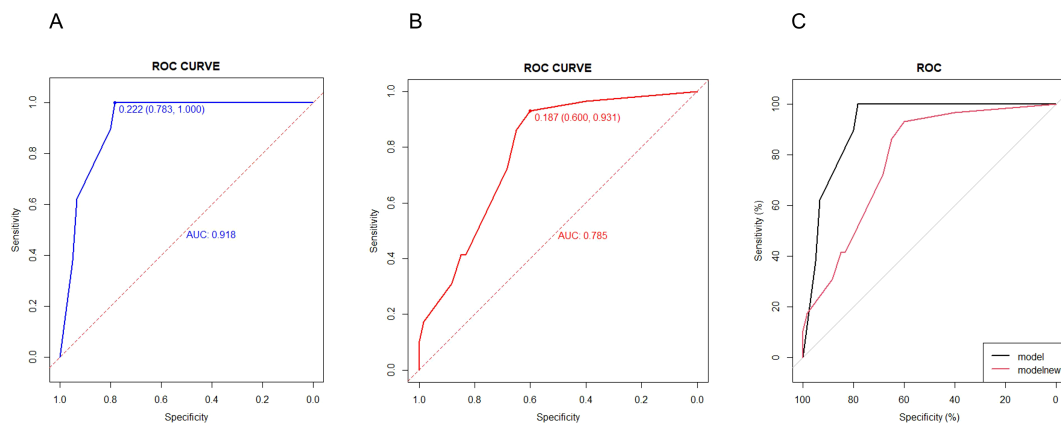 A
ROC CURVE
1.0
0.8
0.6
0.4
0.2
0.0
Sensitivity
0.222 (0.783, 1.000)
AUC: 0.918
1.0
0.8
0.6
0.4
0.2
0.0
Specificity
B
ROC CURVE
1.0
0.8
0.6
0.4
0.2
0.0
Sensitivity
0.187 (0.600, 0.931)
AUC: 0.785
1.0
0.8
0.6
0.4
0.2
0.0
Specificity
C
ROC
100
80
60
40
20
0
Sensitivity (%)
model
modelnew
100
80
60
40
20
0
Specificity (%)